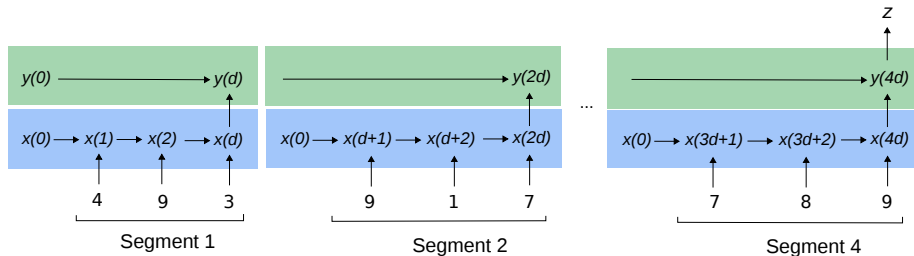 z
y(0) y(d) y(2d) y(4d)
...
x(0) x(1) x(2) x(d) x(0) x(d+1) x(d+2) x(2d) x(0) x(3d+1) x(3d+2) x(4d)
4 9 3 9 1 7 7 8 9
Segment 1 Segment 2 Segment 4